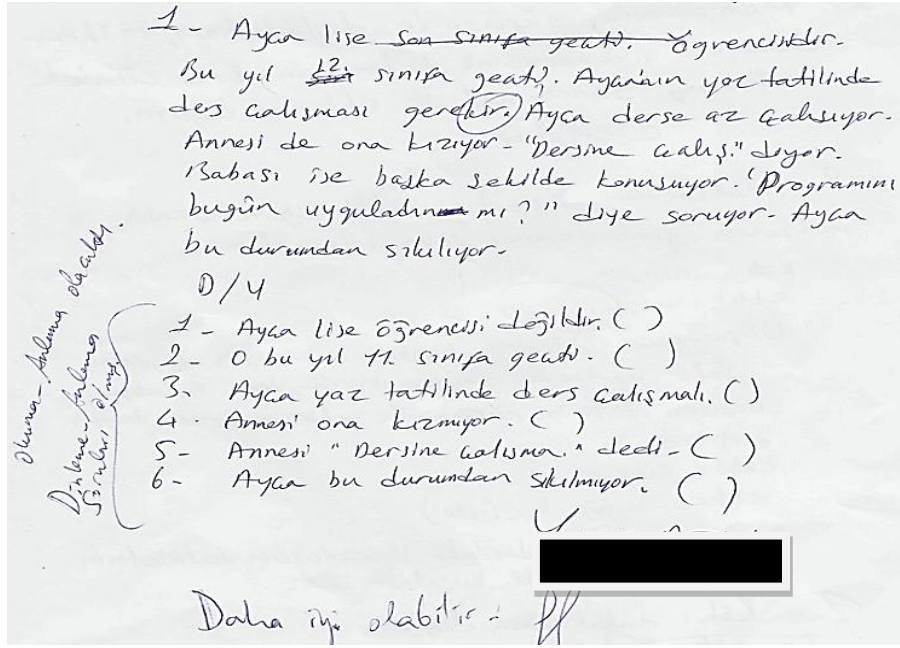 1- Ayça lise son sınıfa geçti. öğrencisidir.
Bu yıl 12. sınıfa geçti. Ayça'nın yaz tatilinde
ders çalışması gerekir. Ayça derse az çalışıyor.
Annesi de ona kızıyor. "Dersine çalış." diyor.
Babası ise başka şekilde konuşuyor. "Programını
bugün uyguladın mı?" diye soruyor. Ayça
bu durumdan sıkılıyor.
D/Y
1- Ayça lise öğrencisi değildir. ( )
2- O bu yıl 11. sınıfa geçti. ( )
3. Ayça yaz tatilinde ders çalışmalı. ( )
4. Annesi ona kızmıyor. ( )
5- Annesi "Dersine çalışma." dedi. ( )
6- Ayça bu durumdan sıkılmıyor. ( )
Okuma-Anlama olacaktı.
Dinleme-Anlama
Soruları olmuş
Daha iyi olabilir.